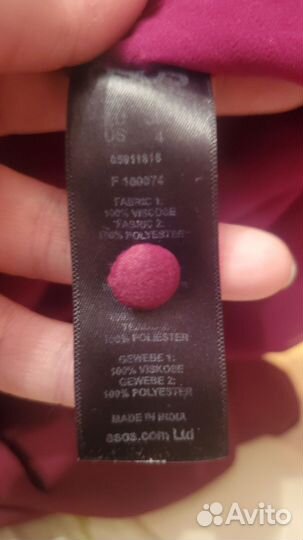 US 4
05951816
F 100074
FABRIC 1:
100% VISCOSE
FABRIC 2:
100% POLYESTER
100% POLIESTER
GEWEBE 1:
100% VISKOSE
GEWEBE 2:
100% POLYESTER
MADE IN INDIA
asos.com Ltd
Avito